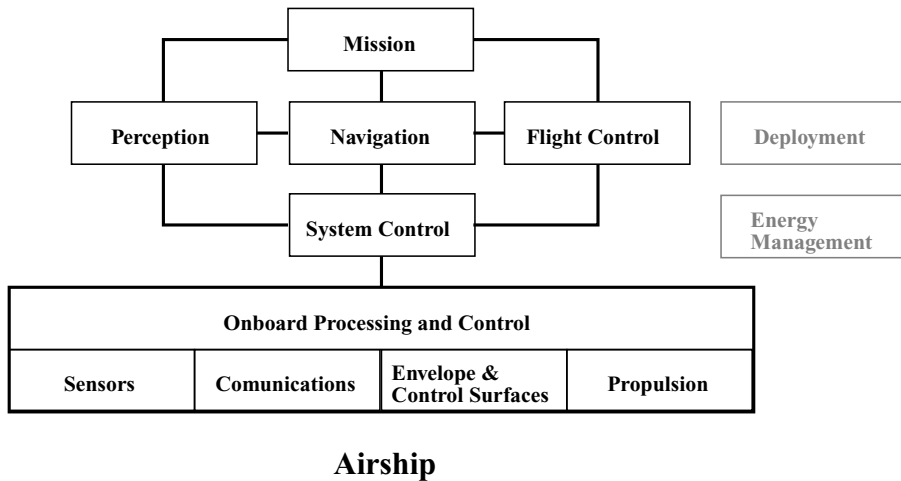 Mission
Perception
Navigation
Flight Control
Deployment
System Control
Energy
Management
Onboard Processing and Control
Sensors
Comunications
Envelope &
Control Surfaces
Propulsion
Airship